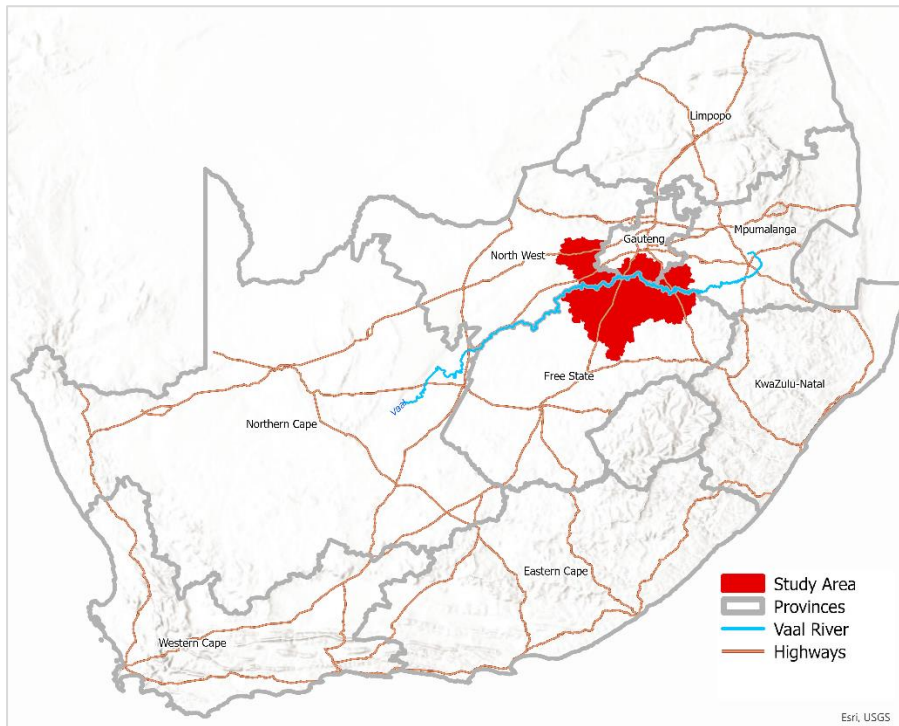 Limpopo
Mpumalanga
Gauteng
North West
Free State
KwaZulu-Natal
Vaal
Northern Cape
Eastern Cape
Western Cape
Study Area
Provinces
Vaal River
Highways
Esri, USGS